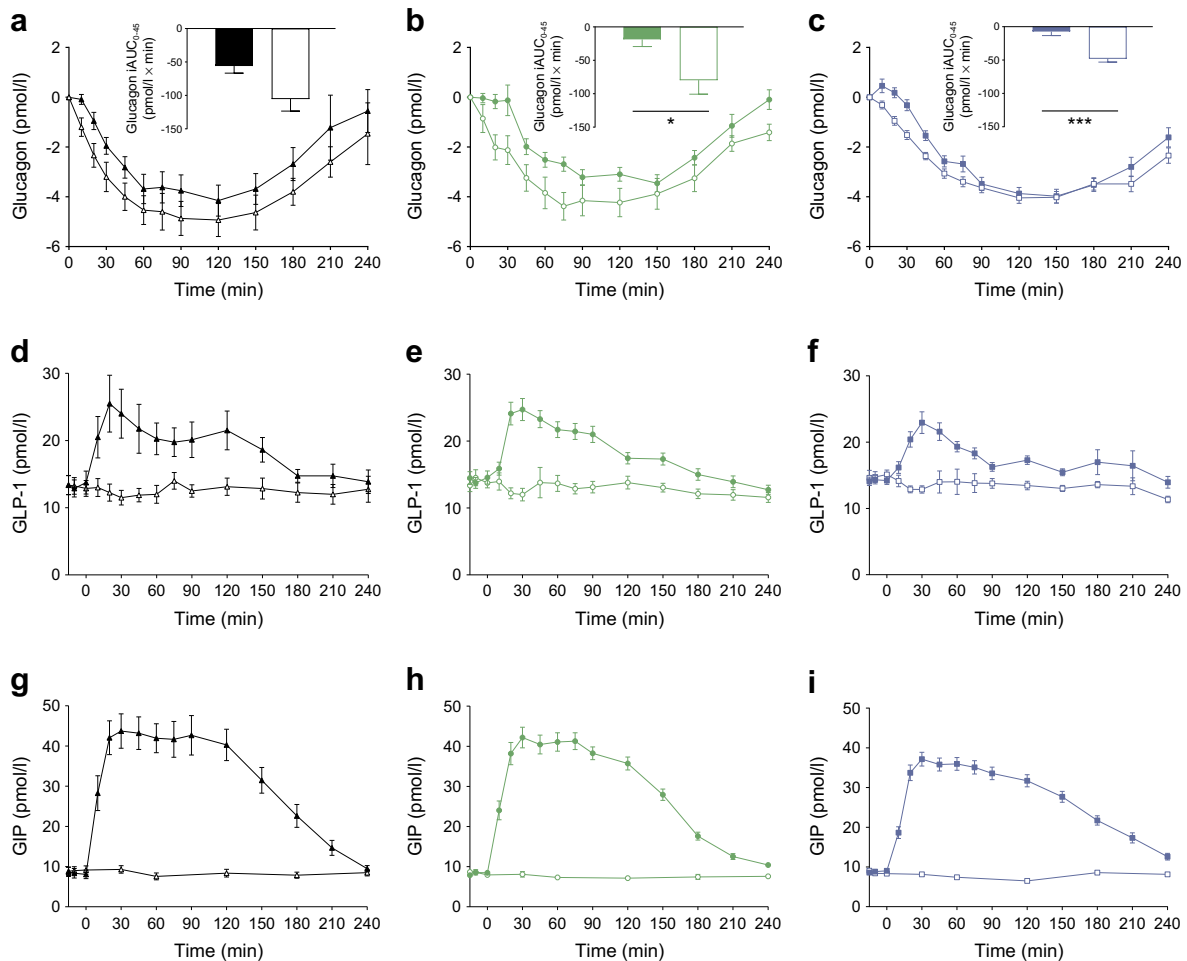 a
Glucagon iAUC0-45
(pmol/l × min)
0
-50
-100
-150
2
0
-2
-4
-6
Glucagon (pmol/l)
0 30 60 90 120 150 180 210 240
Time (min)
b
Glucagon iAUC0-45
(pmol/l × min)
0
-50
-100
-150
*
2
0
-2
-4
-6
Glucagon (pmol/l)
0 30 60 90 120 150 180 210 240
Time (min)
c
Glucagon iAUC0-45
(pmol/l × min)
0
-50
-100
-150
***
2
0
-2
-4
-6
Glucagon (pmol/l)
0 30 60 90 120 150 180 210 240
Time (min)
d
30
20
10
0
GLP-1 (pmol/l)
0 30 60 90 120 150 180 210 240
Time (min)
e
30
20
10
0
GLP-1 (pmol/l)
0 30 60 90 120 150 180 210 240
Time (min)
f
30
20
10
0
GLP-1 (pmol/l)
0 30 60 90 120 150 180 210 240
Time (min)
g
50
40
30
20
10
0
GIP (pmol/l)
0 30 60 90 120 150 180 210 240
Time (min)
h
50
40
30
20
10
0
GIP (pmol/l)
0 30 60 90 120 150 180 210 240
Time (min)
i
50
40
30
20
10
0
GIP (pmol/l)
0 30 60 90 120 150 180 210 240
Time (min)